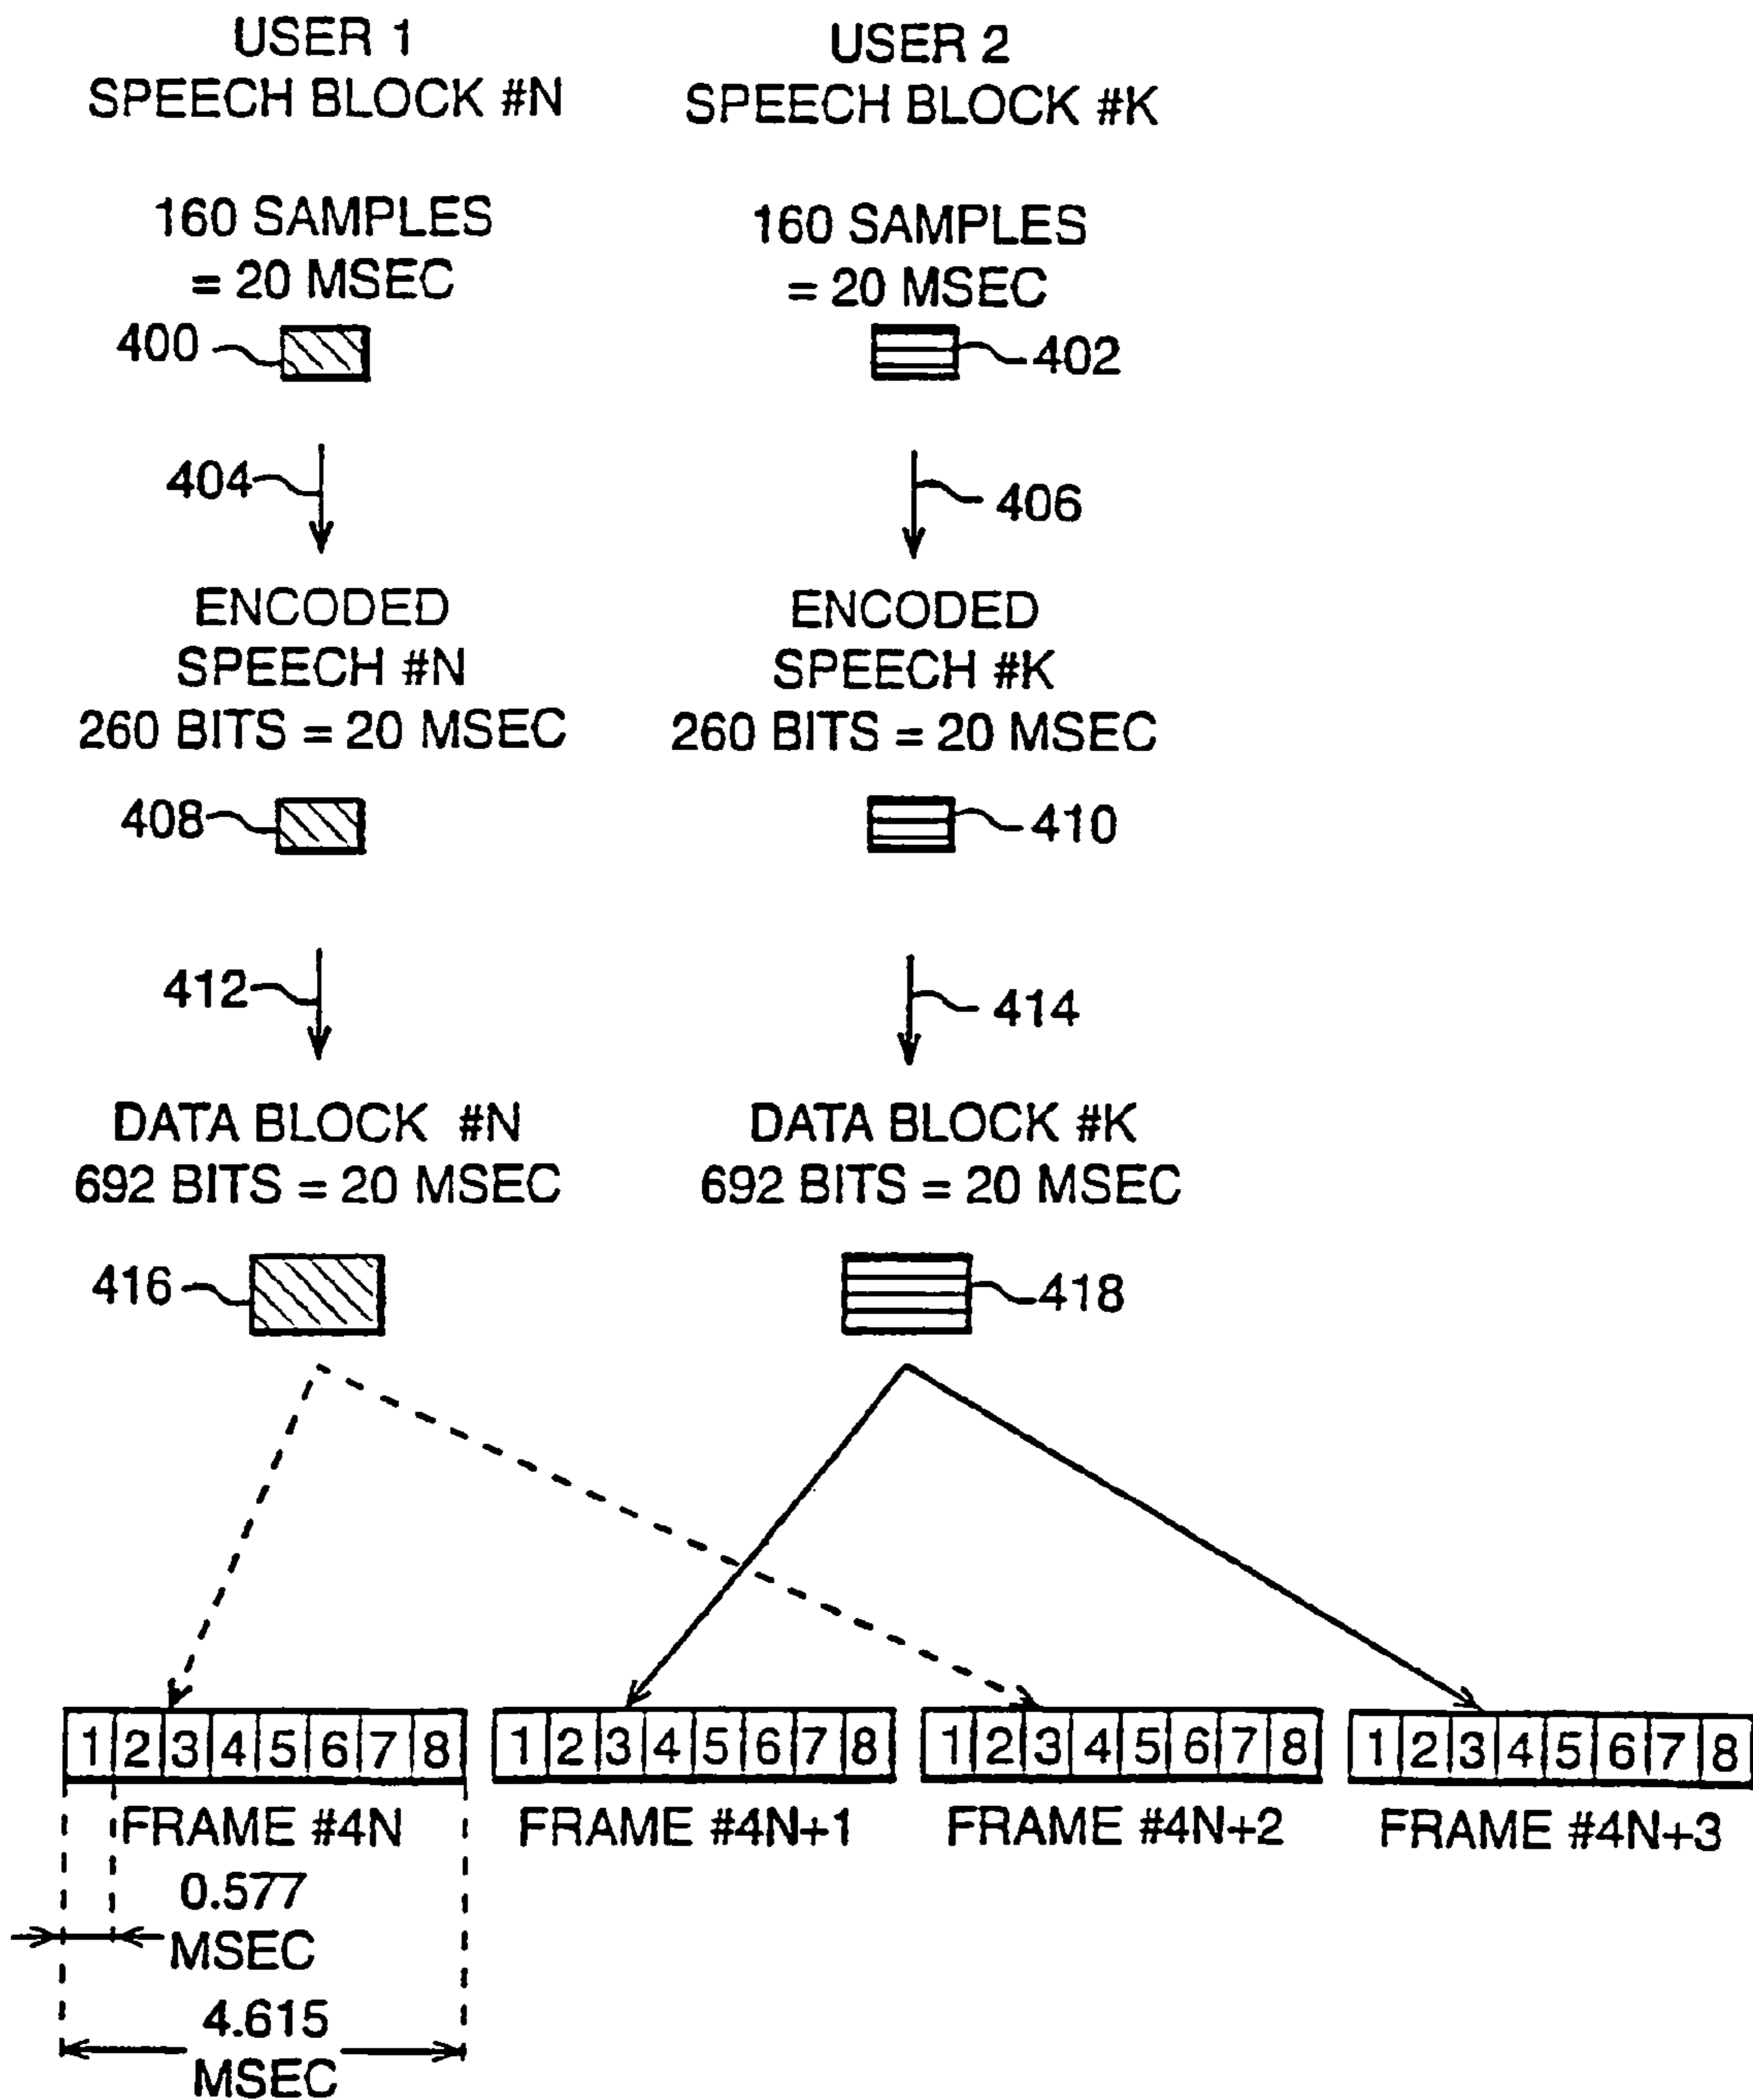 USER 1
SPEECH BLOCK #N
USER 2
SPEECH BLOCK #K
160 SAMPLES
= 20 MSEC
160 SAMPLES
= 20 MSEC
400
402
404
406
ENCODED
SPEECH #N
260 BITS = 20 MSEC
ENCODED
SPEECH #K
260 BITS = 20 MSEC
408
410
412
414
DATA BLOCK #N
692 BITS = 20 MSEC
DATA BLOCK #K
692 BITS = 20 MSEC
416
418
1 2 3 4 5 6 7 8
1 2 3 4 5 6 7 8
1 2 3 4 5 6 7 8
1 2 3 4 5 6 7 8
FRAME #4N
FRAME #4N+1
FRAME #4N+2
FRAME #4N+3
0.577
MSEC
4.615
MSEC